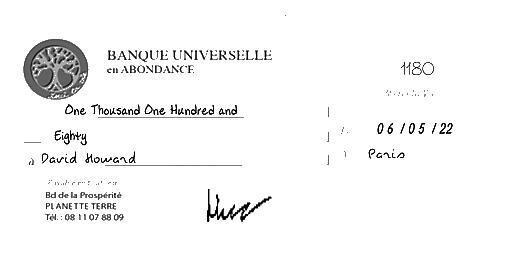 BANQUE UNIVERSELLE
en ABONDANCE
1180
One Thousand One Hundred and
Eighty
06/05/22
à David Howard
Paris
Bd de la Prospérité
PLANETTE TERRE
Tél. : 08 11 07 88 09